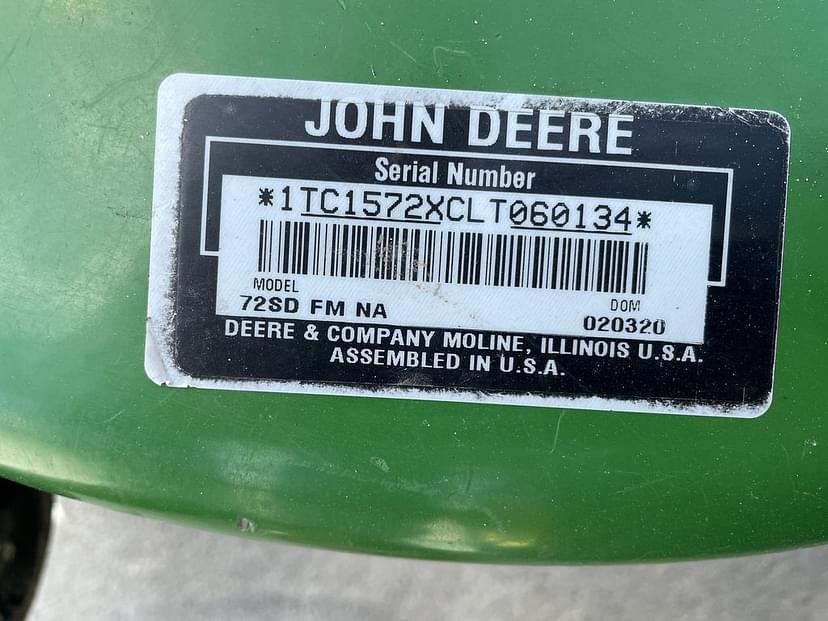 JOHN DEERE
Serial Number
*1TC1572XCLT060134*
MODEL DOM
72SD FM NA 020320
DEERE & COMPANY MOLINE, ILLINOIS U.S.A.
ASSEMBLED IN U.S.A.